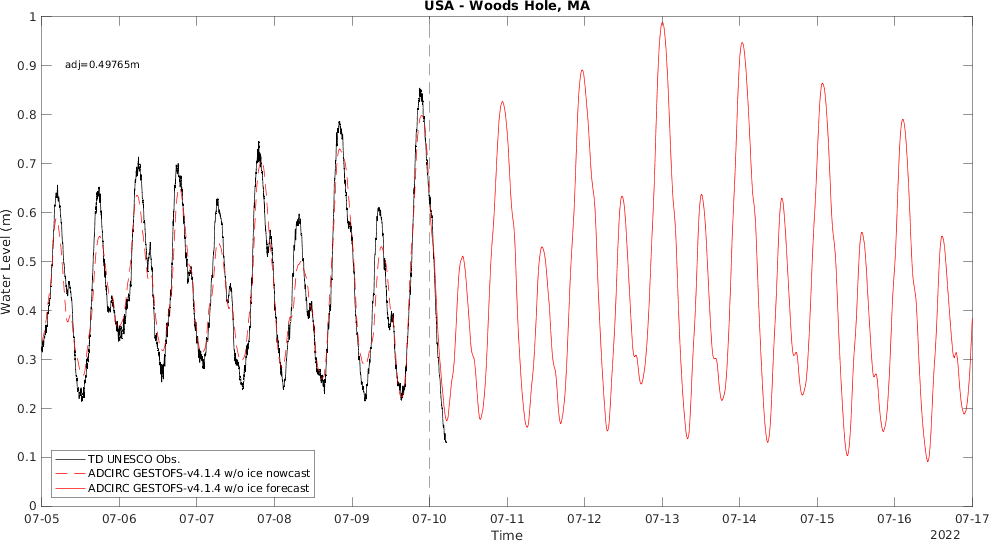 USA - Woods Hole, MA
adj=0.49765m
Water Level (m)
1
0.9
0.8
0.7
0.6
0.5
0.4
0.3
0.2
0.1
0
TD UNESCO Obs.
ADCIRC GESTOFS-v4.1.4 w/o ice nowcast
ADCIRC GESTOFS-v4.1.4 w/o ice forecast
07-05 07-06 07-07 07-08 07-09 07-10 07-11 07-12 07-13 07-14 07-15 07-16 07-17
Time
2022